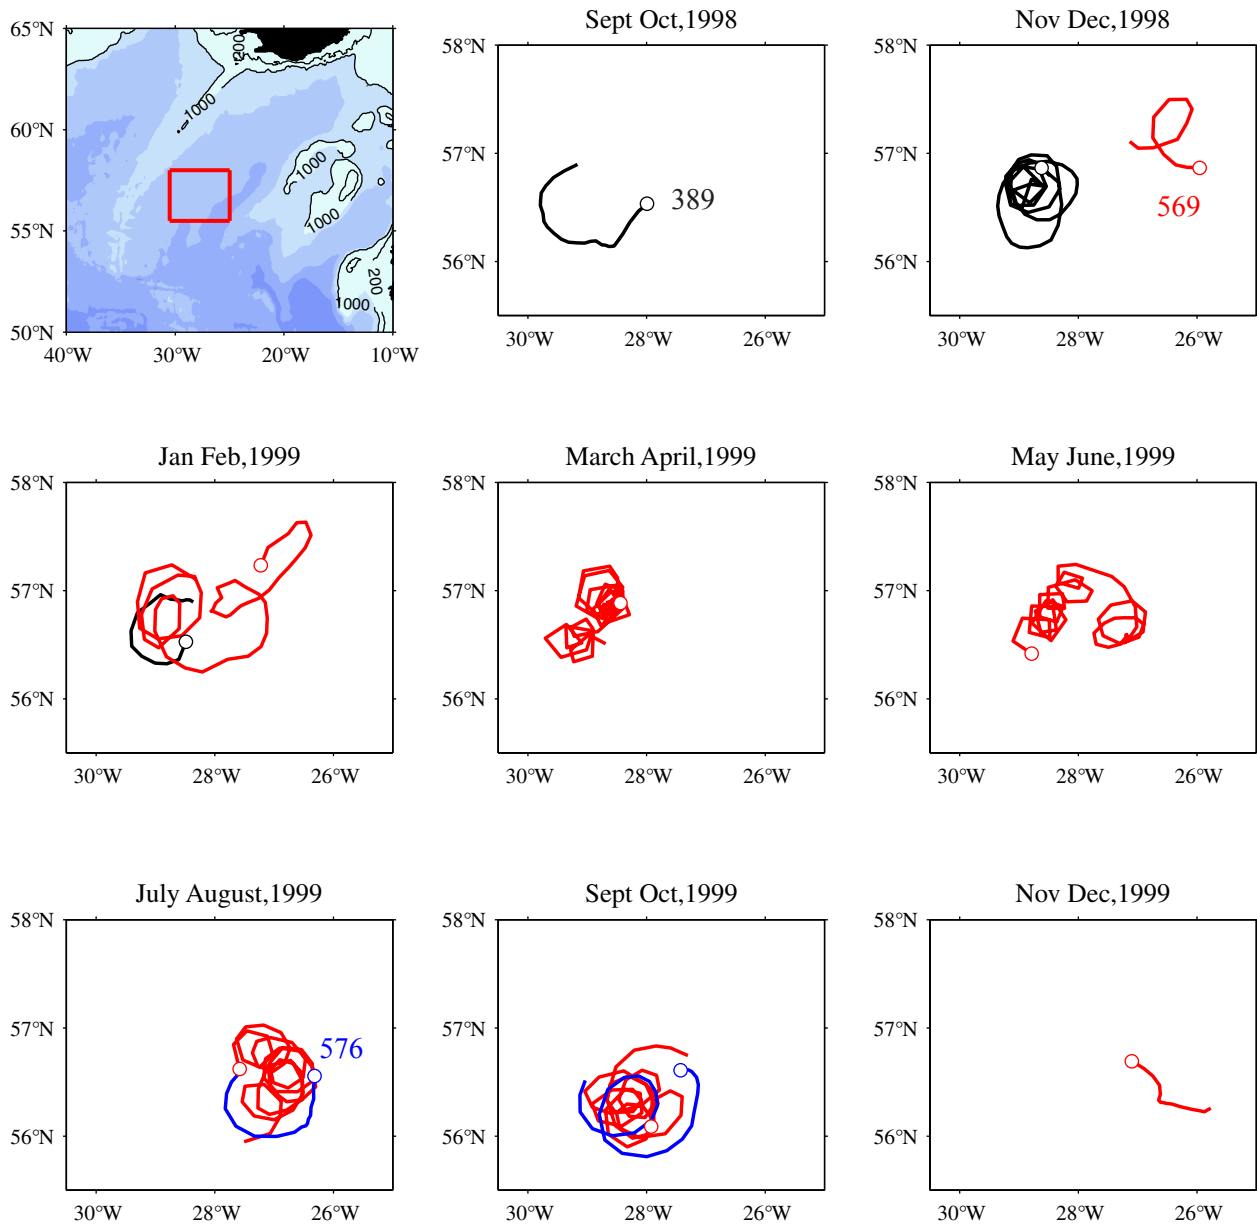 Sept Oct,1998
Nov Dec,1998
65°N
60°N
55°N
50°N
40°W
30°W
20°W
10°W
200
1000
1000
1000
200
1000
58°N
57°N
56°N
30°W
28°W
26°W
389
58°N
57°N
56°N
30°W
28°W
26°W
569
Jan Feb,1999
March April,1999
May June,1999
58°N
57°N
56°N
30°W
28°W
26°W
58°N
57°N
56°N
30°W
28°W
26°W
58°N
57°N
56°N
30°W
28°W
26°W
July August,1999
Sept Oct,1999
Nov Dec,1999
58°N
57°N
56°N
30°W
28°W
26°W
576
58°N
57°N
56°N
30°W
28°W
26°W
58°N
57°N
56°N
30°W
28°W
26°W